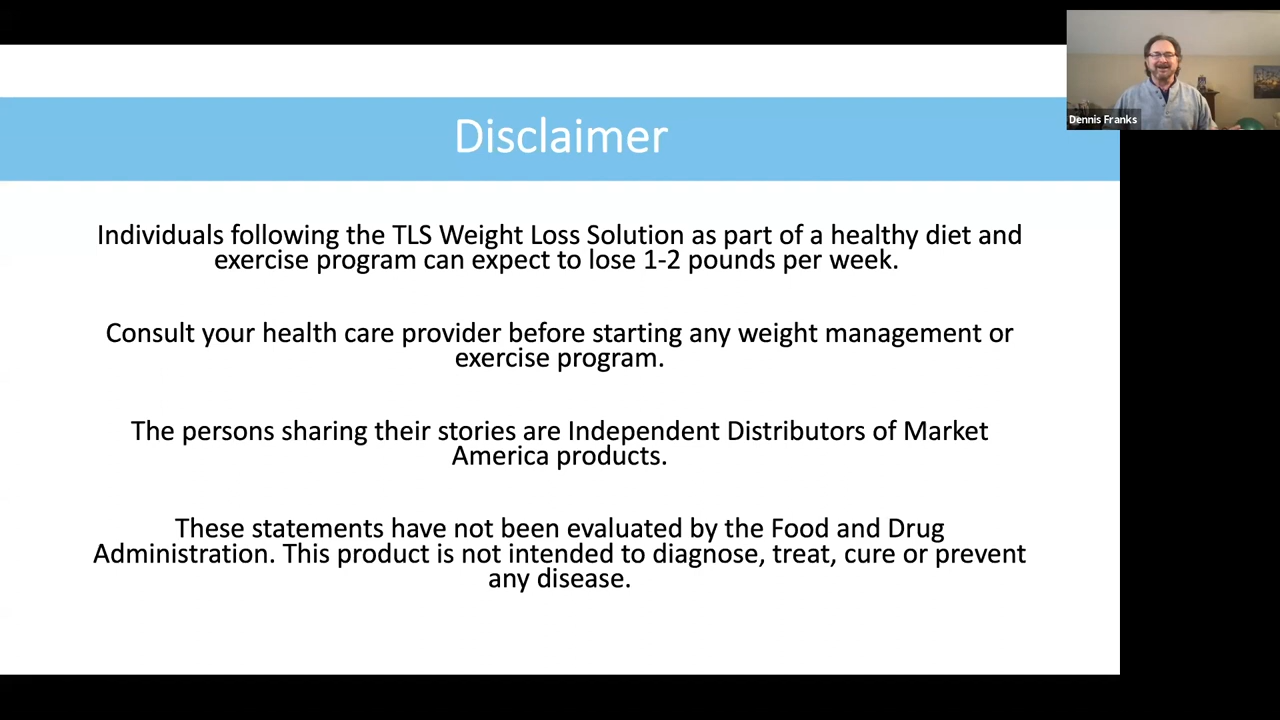 Dennis Franks
Disclaimer
Individuals following the TLS Weight Loss Solution as part of a healthy diet and
exercise program can expect to lose 1-2 pounds per week.
Consult your health care provider before starting any weight management or
exercise program.
The persons sharing their stories are Independent Distributors of Market
America products.
These statements have not been evaluated by the Food and Drug
Administration. This product is not intended to diagnose, treat, cure or prevent
any disease.